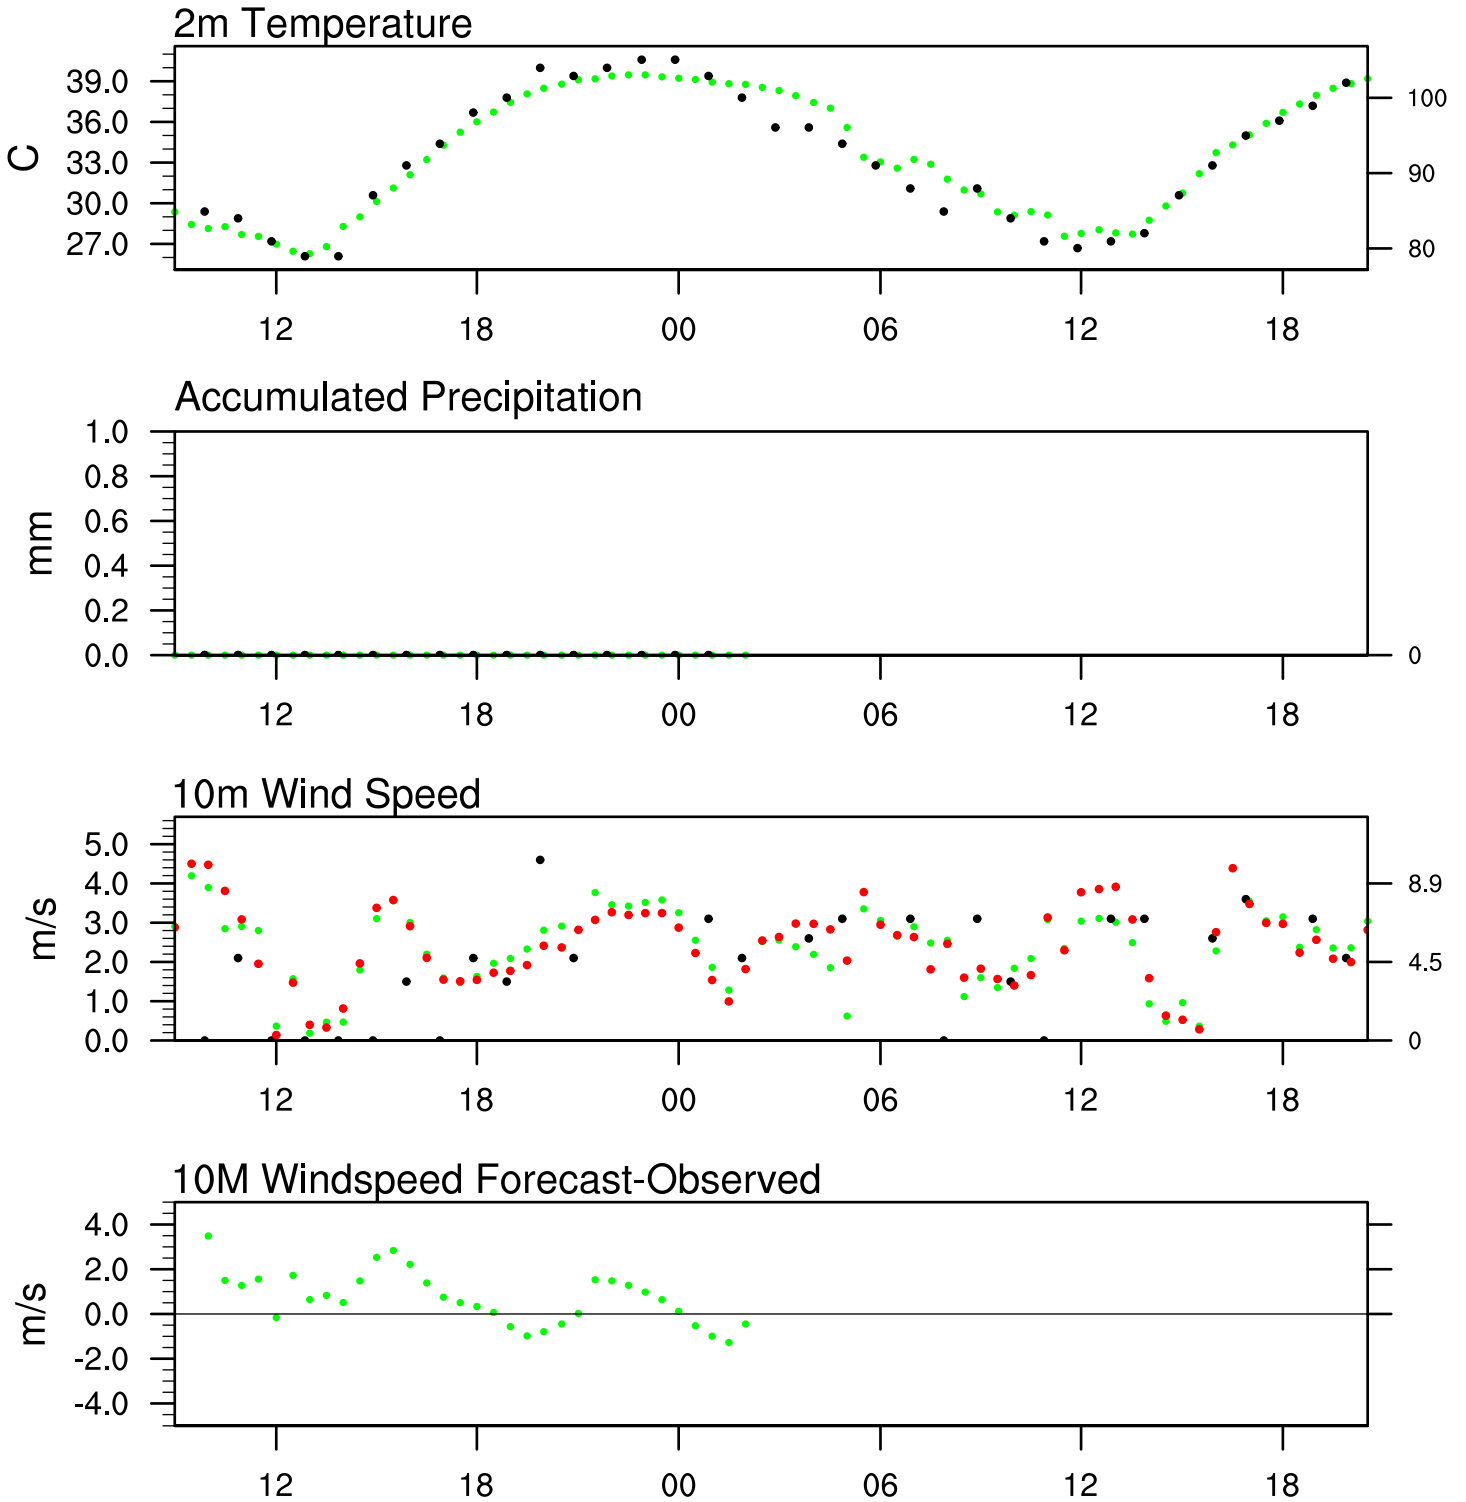 2m Temperature
39.0
36.0
33.0
30.0
27.0
C
100
90
80
12 18 00 06 12 18
Accumulated Precipitation
1.0
0.8
0.6
0.4
0.2
0.0
mm
0
12 18 00 06 12 18
10m Wind Speed
5.0
4.0
3.0
2.0
1.0
0.0
m/s
8.9
4.5
0
12 18 00 06 12 18
10M Windspeed Forecast-Observed
4.0
2.0
0.0
-2.0
-4.0
m/s
12 18 00 06 12 18